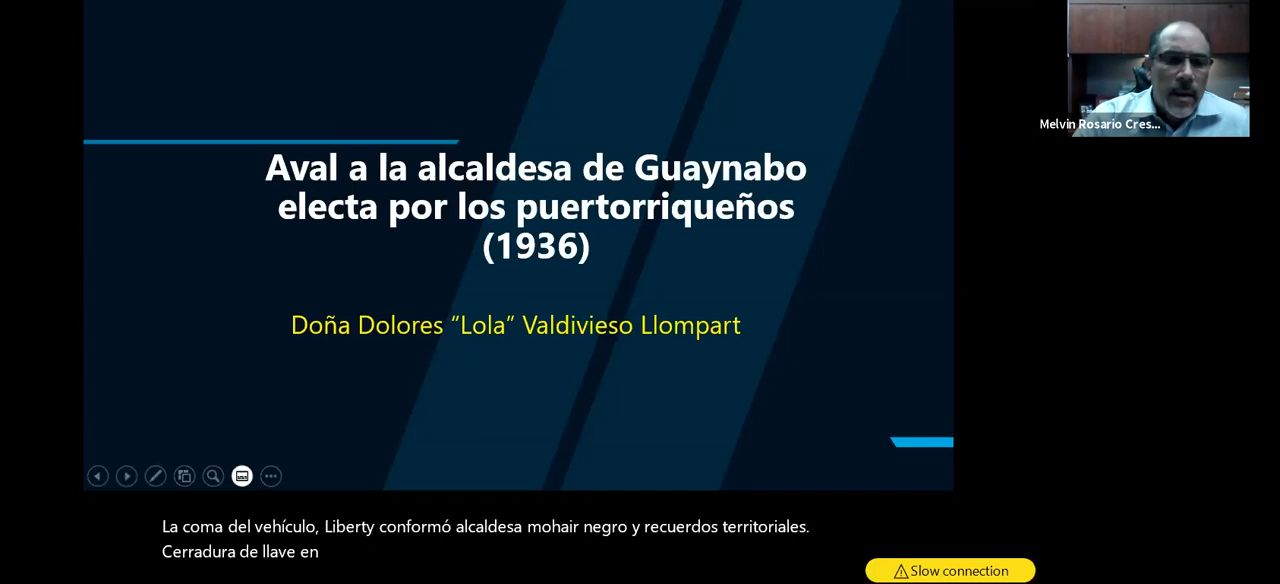 Aval a la alcaldesa de Guaynabo
electa por los puertorriqueños
(1936)
Doña Dolores “Lola” Valdivieso Llompart
Melvin Rosario Cres...
La coma del vehículo, Liberty conformó alcaldesa mohair negro y recuerdos territoriales.
Cerradura de llave en
Slow connection